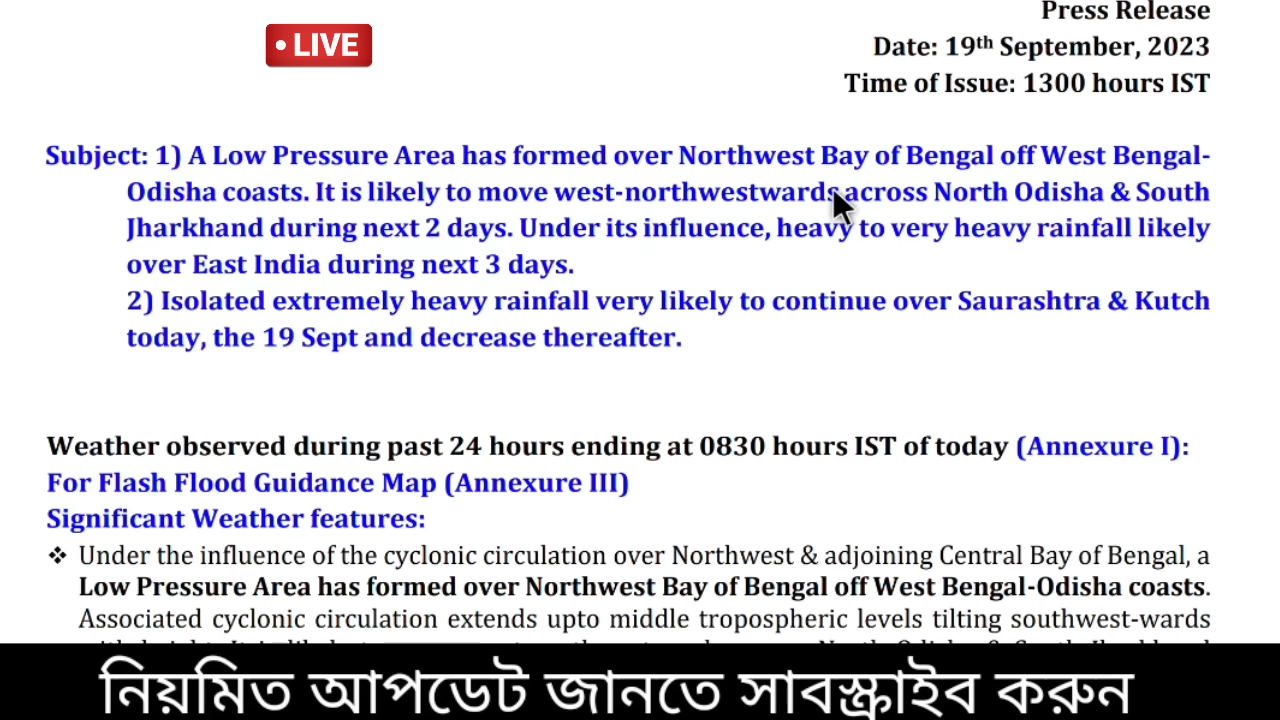 Press Release
• LIVE
Date: 19th September, 2023
Time of Issue: 1300 hours IST
Subject: 1) A Low Pressure Area has formed over Northwest Bay of Bengal off West Bengal-
Odisha coasts. It is likely to move west-northwestwards across North Odisha & South
Jharkhand during next 2 days. Under its influence, heavy to very heavy rainfall likely
over East India during next 3 days.
2) Isolated extremely heavy rainfall very likely to continue over Saurashtra & Kutch
today, the 19 Sept and decrease thereafter.
Weather observed during past 24 hours ending at 0830 hours IST of today (Annexure I):
For Flash Flood Guidance Map (Annexure III)
Significant Weather features:
❖ Under the influence of the cyclonic circulation over Northwest & adjoining Central Bay of Bengal, a
Low Pressure Area has formed over Northwest Bay of Bengal off West Bengal-Odisha coasts.
Associated cyclonic circulation extends upto middle tropospheric levels tilting southwest-wards
নিয়মিত আপডেট জানতে সাবস্ক্রাইব করুন